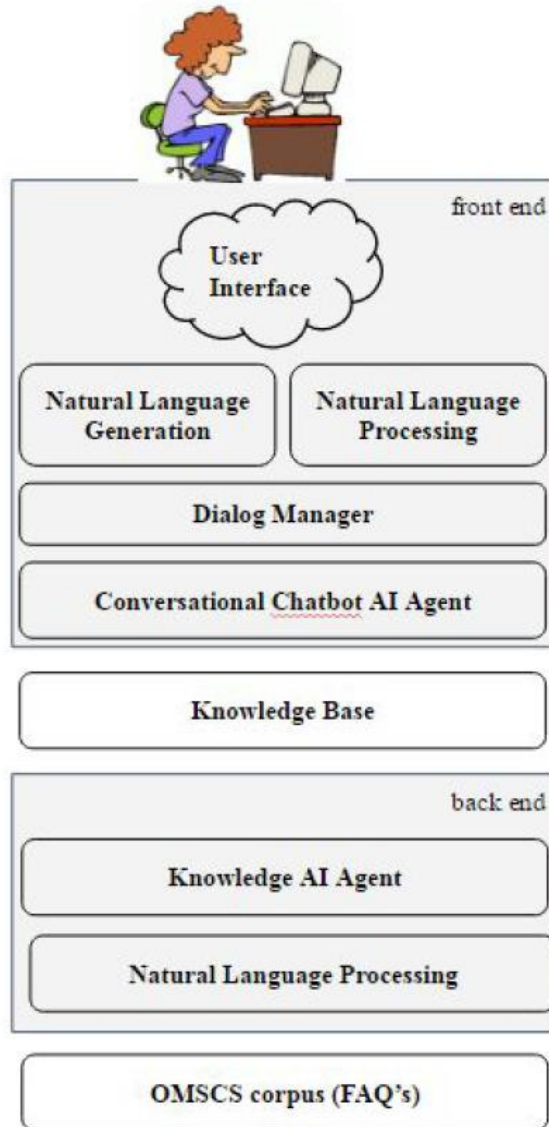 front end
User
Interface
Natural Language
Generation
Natural Language
Processing
Dialog Manager
Conversational Chatbot AI Agent
Knowledge Base
back end
Knowledge AI Agent
Natural Language Processing
OMSCS corpus (FAQ's)